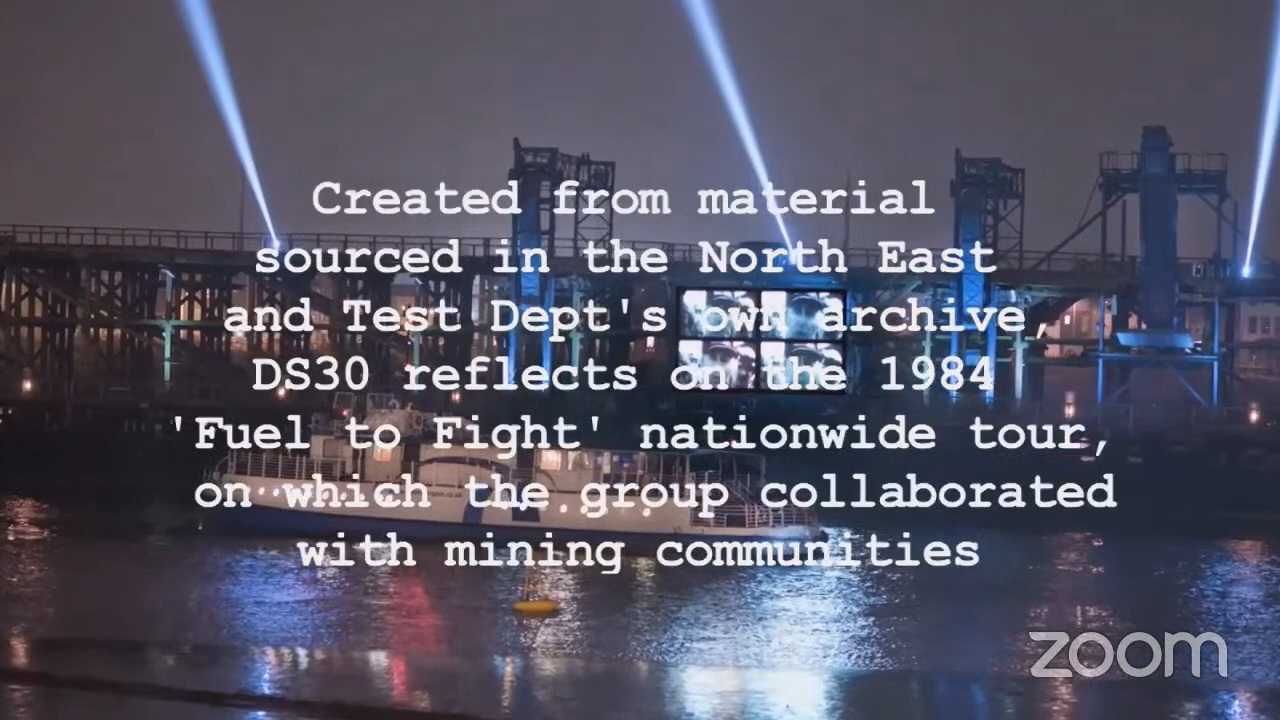 Created from material
sourced in the North East
and Test Dept's own archive,
DS30 reflects on the 1984
'Fuel to Fight' nationwide tour,
on which the group collaborated
with mining communities
zoom